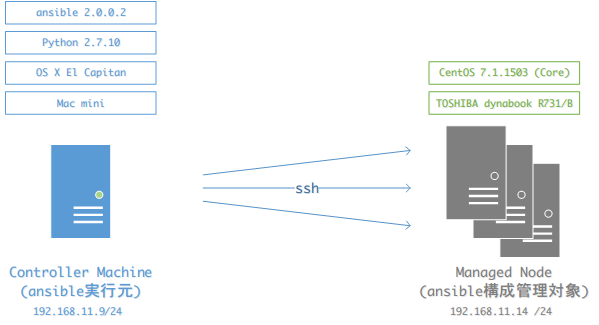 ansible 2.0.0.2
Python 2.7.10
OS X El Capitan
Mac mini
CentOS 7.1.1503 (Core)
TOSHIBA dynabook R731/B
ssh
Controller Machine
(ansible実行元)
192.168.11.9/24
Managed Node
(ansible構成管理対象)
192.168.11.14 /24